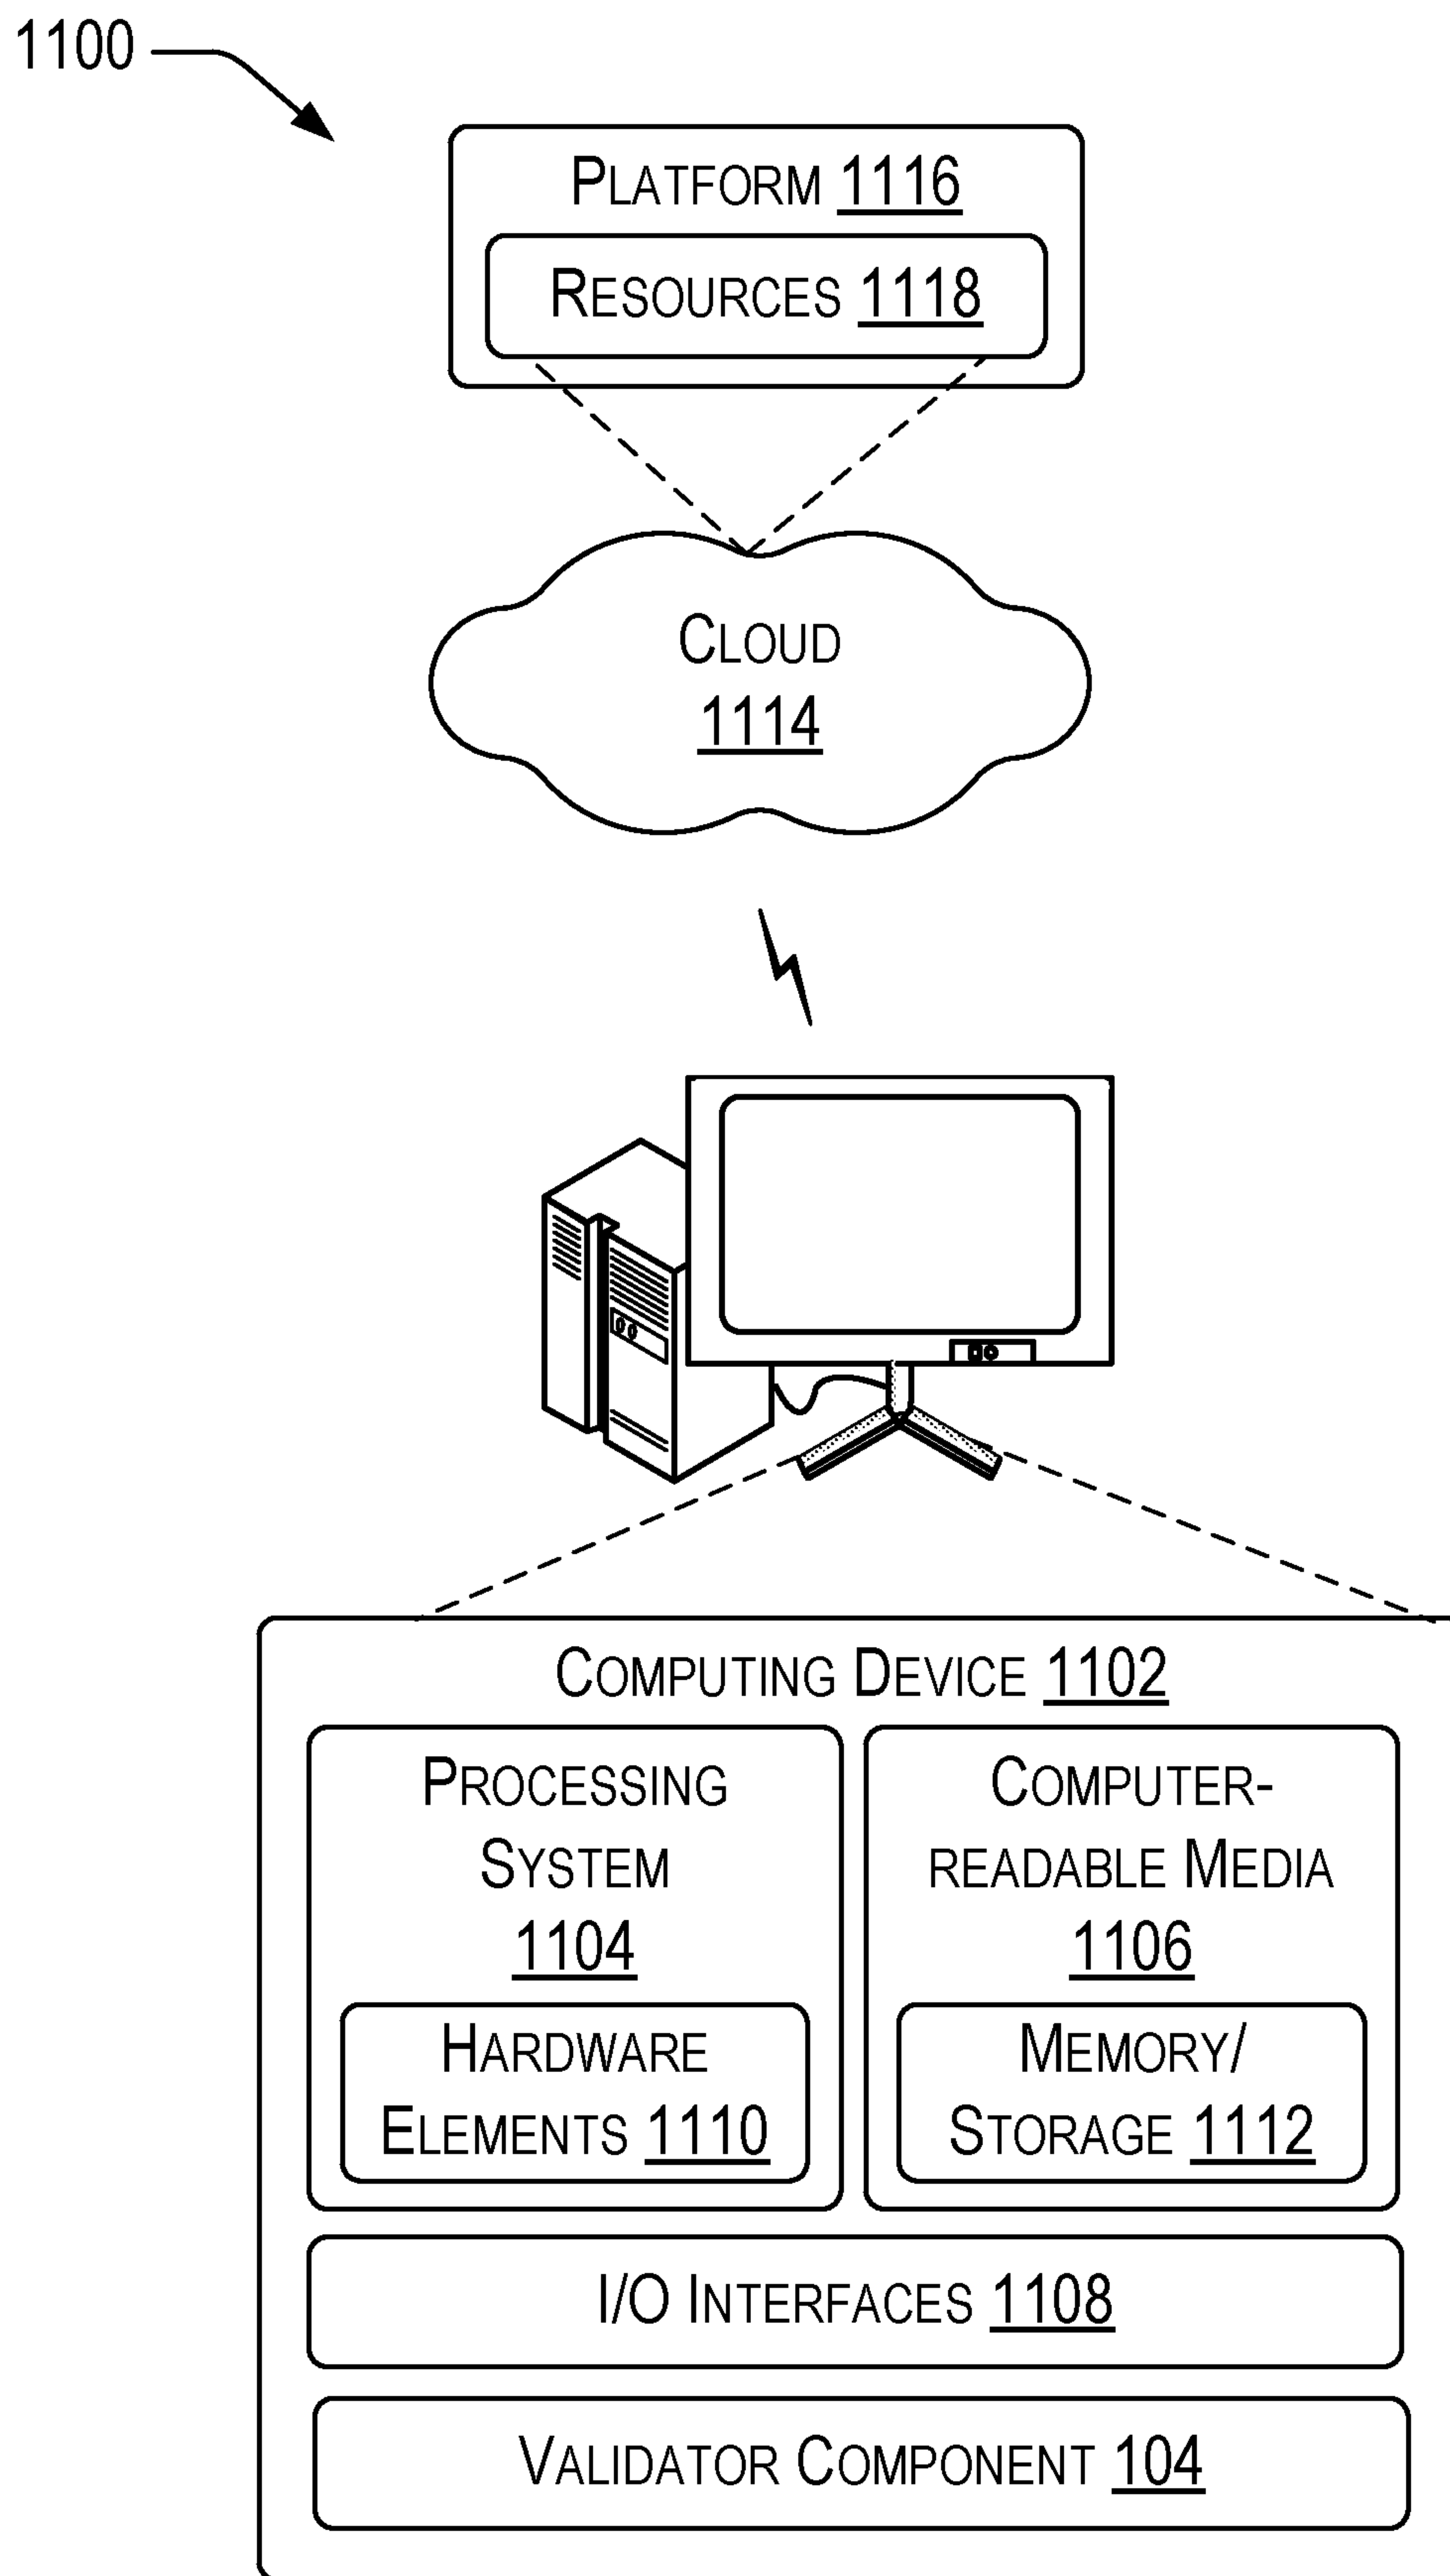 1100
PLATFORM 1116
RESOURCES 1118
CLOUD
1114
COMPUTING DEVICE 1102
PROCESSING
SYSTEM
1104
HARDWARE
ELEMENTS 1110
COMPUTER-
READABLE MEDIA
1106
MEMORY/
STORAGE 1112
I/O INTERFACES 1108
VALIDATOR COMPONENT 104